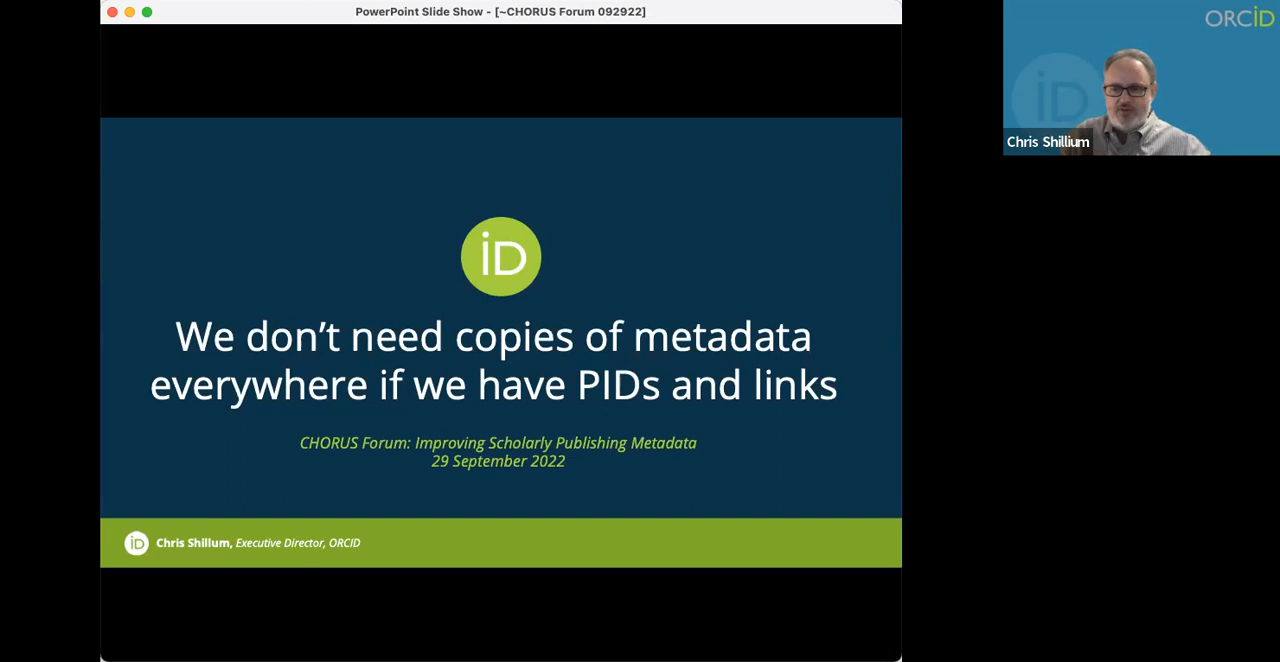 PowerPoint Slide Show - [~CHORUS Forum 092922]
ORCiD
iD
Chris Shillium
iD
We don’t need copies of metadata
everywhere if we have PIDs and links
CHORUS Forum: Improving Scholarly Publishing Metadata
29 September 2022
iD Chris Shillum, Executive Director, ORCID